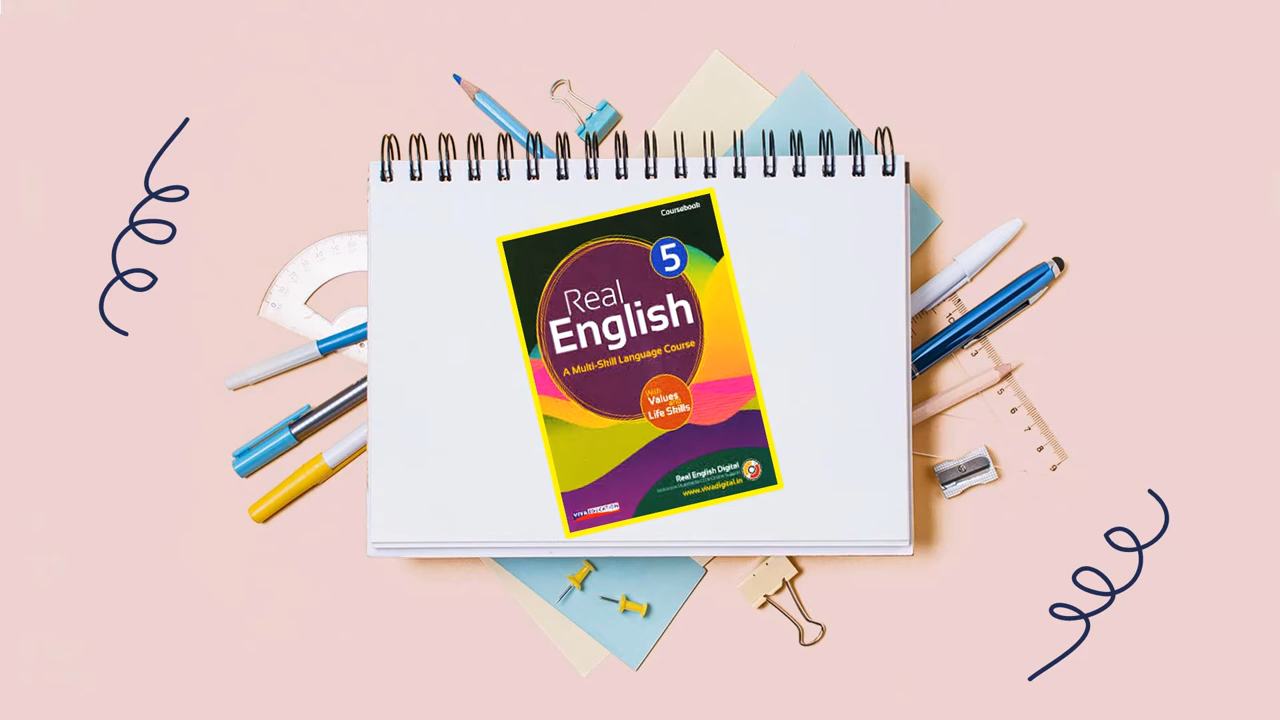 Coursebook
5
Real
English
A Multi-Skill Language Course
With
Values and
Life Skills
Real English Digital
www.vivadigital.in
VIVA EDUCATION